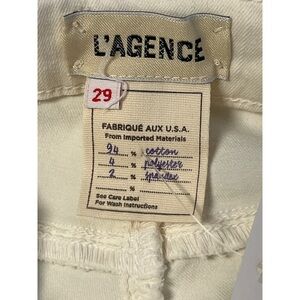 L'AGENCE
29
FABRIQUÉ AUX U.S.A.
From Imported Materials
94 % cotton
4 % polyester
2 % spandex
%
See Care Label
For Wash Instructions